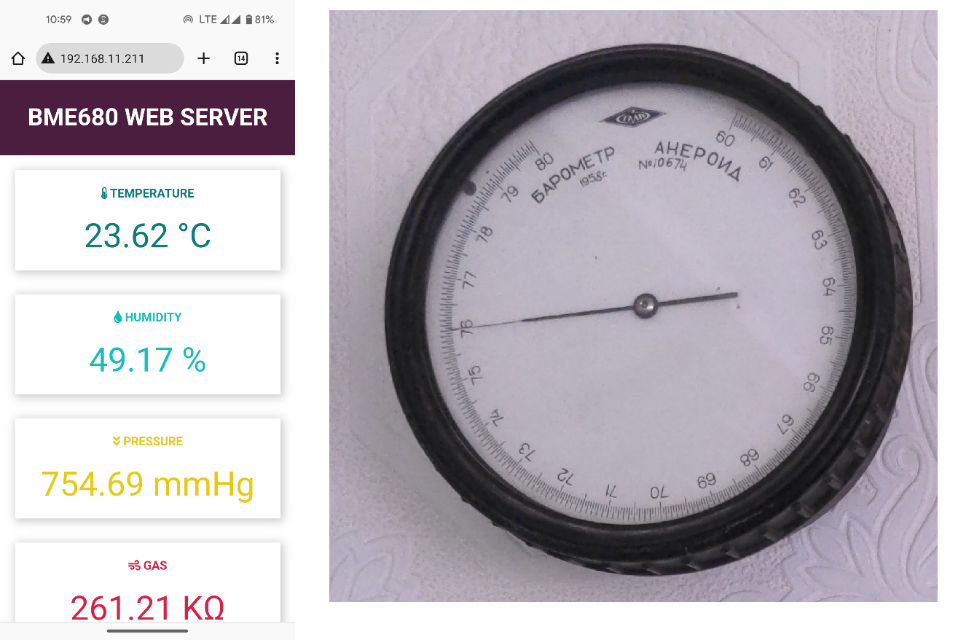 10:59
LTE
81%
192.168.11.211
14
BME680 WEB SERVER
TEMPERATURE
23.62 °C
HUMIDITY
49.17 %
PRESSURE
754.69 mmHg
GAS
261.21 KΩ
БАРОМЕТР
1958г.
АНЕРОИД
№10674
60
61
62
63
64
65
66
67
68
69
70
71
72
73
74
75
76
77
78
79
80